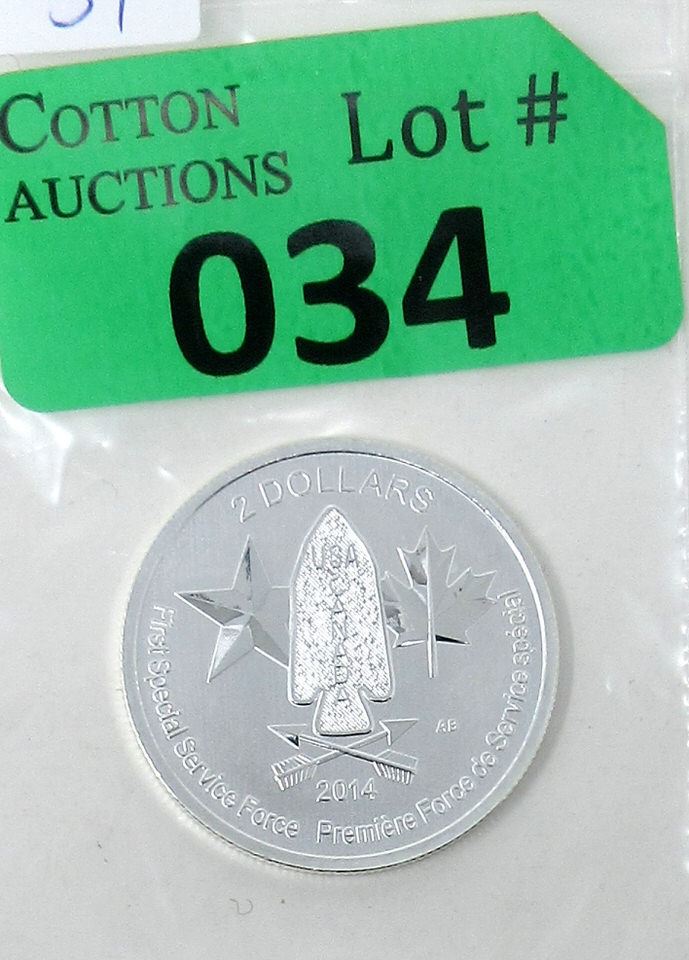 COTTON
AUCTIONS
Lot #
034
2 DOLLARS
USA
CANADA
AB
2014
First Special Service Force
Première Force de Service spécial